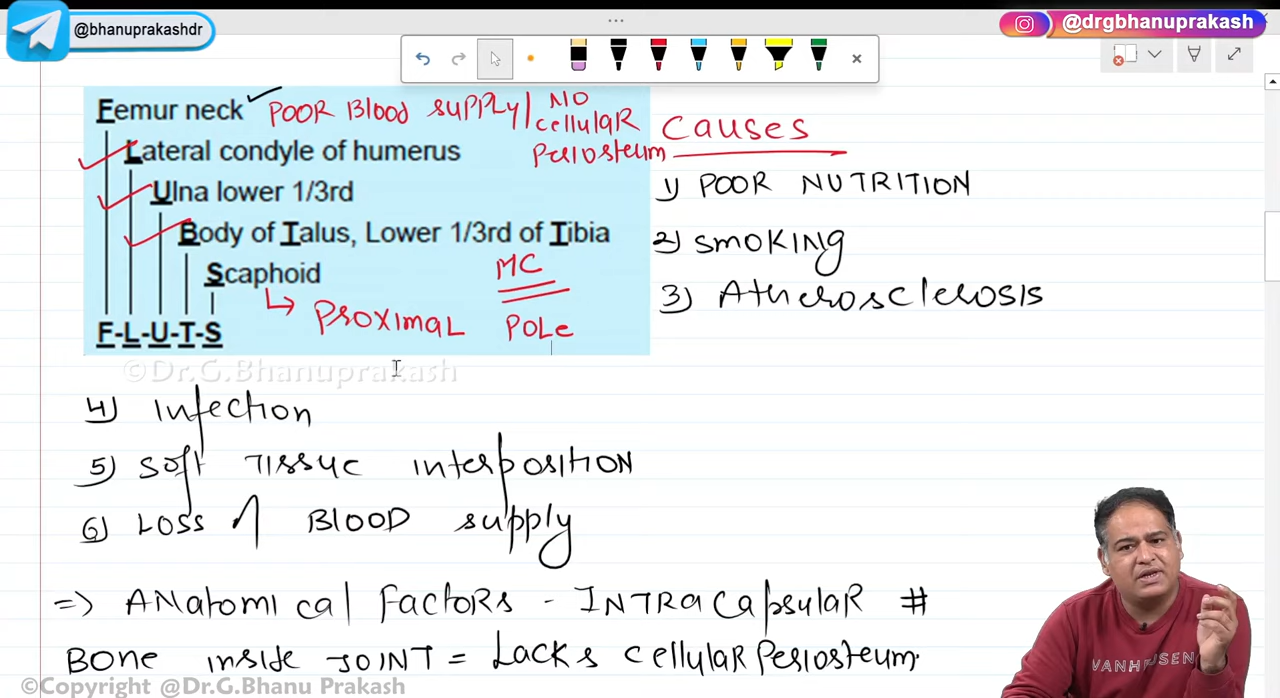 @bhanuprakashdr
@drgbhanuprakash
Femur neck ✓ POOR Blood supply/ NO cellular Periosteum
Lateral condyle of humerus
Ulna lower 1/3rd
Body of Talus, Lower 1/3rd of Tibia
Scaphoid
↳ Proximal Pole
MC
F-L-U-T-S
Causes
1) POOR NUTRITION
2) Smoking
3) Atherosclerosis
©Dr.G.Bhanuprakash
4) Infection
5) Soft Tissue interposition
6) Loss of Blood supply
=> Anatomical Factors - INTRACAPSULAR #
Bone inside Joint = Lacks cellular Periosteum.
VANHEUSEN
©Copyright @Dr.G.Bhanu Prakash